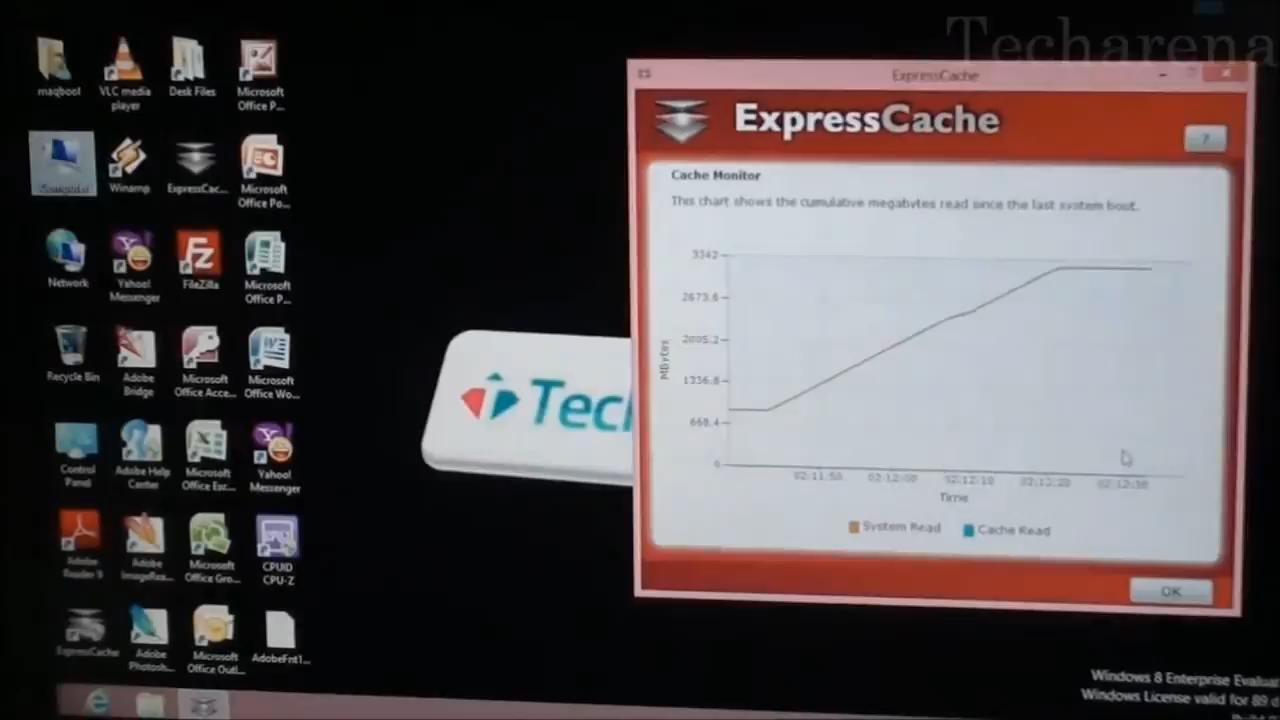 Techarena
maqbool
VLC media
player
Desk Files
Microsoft
Office P...
Winamp
ExpressCac...
Microsoft
Office Po...
Network
Yahoo!
Messenger
FileZilla
Microsoft
Office P...
Recycle Bin
Adobe
Bridge
Microsoft
Office Acce...
Microsoft
Office Wo...
Control
Panel
Adobe Help
Center
Microsoft
Office Exc...
Yahoo!
Messenger
Adobe
Reader 9
Adobe
ImageRea...
Microsoft
Office Gro...
CPUID
CPU-Z
ExpressCache
Adobe
Photosh...
Microsoft
Office Outl...
AdobeFnt1...
Tec
ExpressCache
ExpressCache
?
Cache Monitor
This chart shows the cumulative megabytes read since the last system boot.
3342
2673.6
2005.2
1336.8
668.4
0
MBytes
02:11:50 02:12:00 02:12:10 02:12:20 02:12:30
Time
System Read Cache Read
OK
Windows 8 Enterprise Evaluat
Windows License valid for 89 d